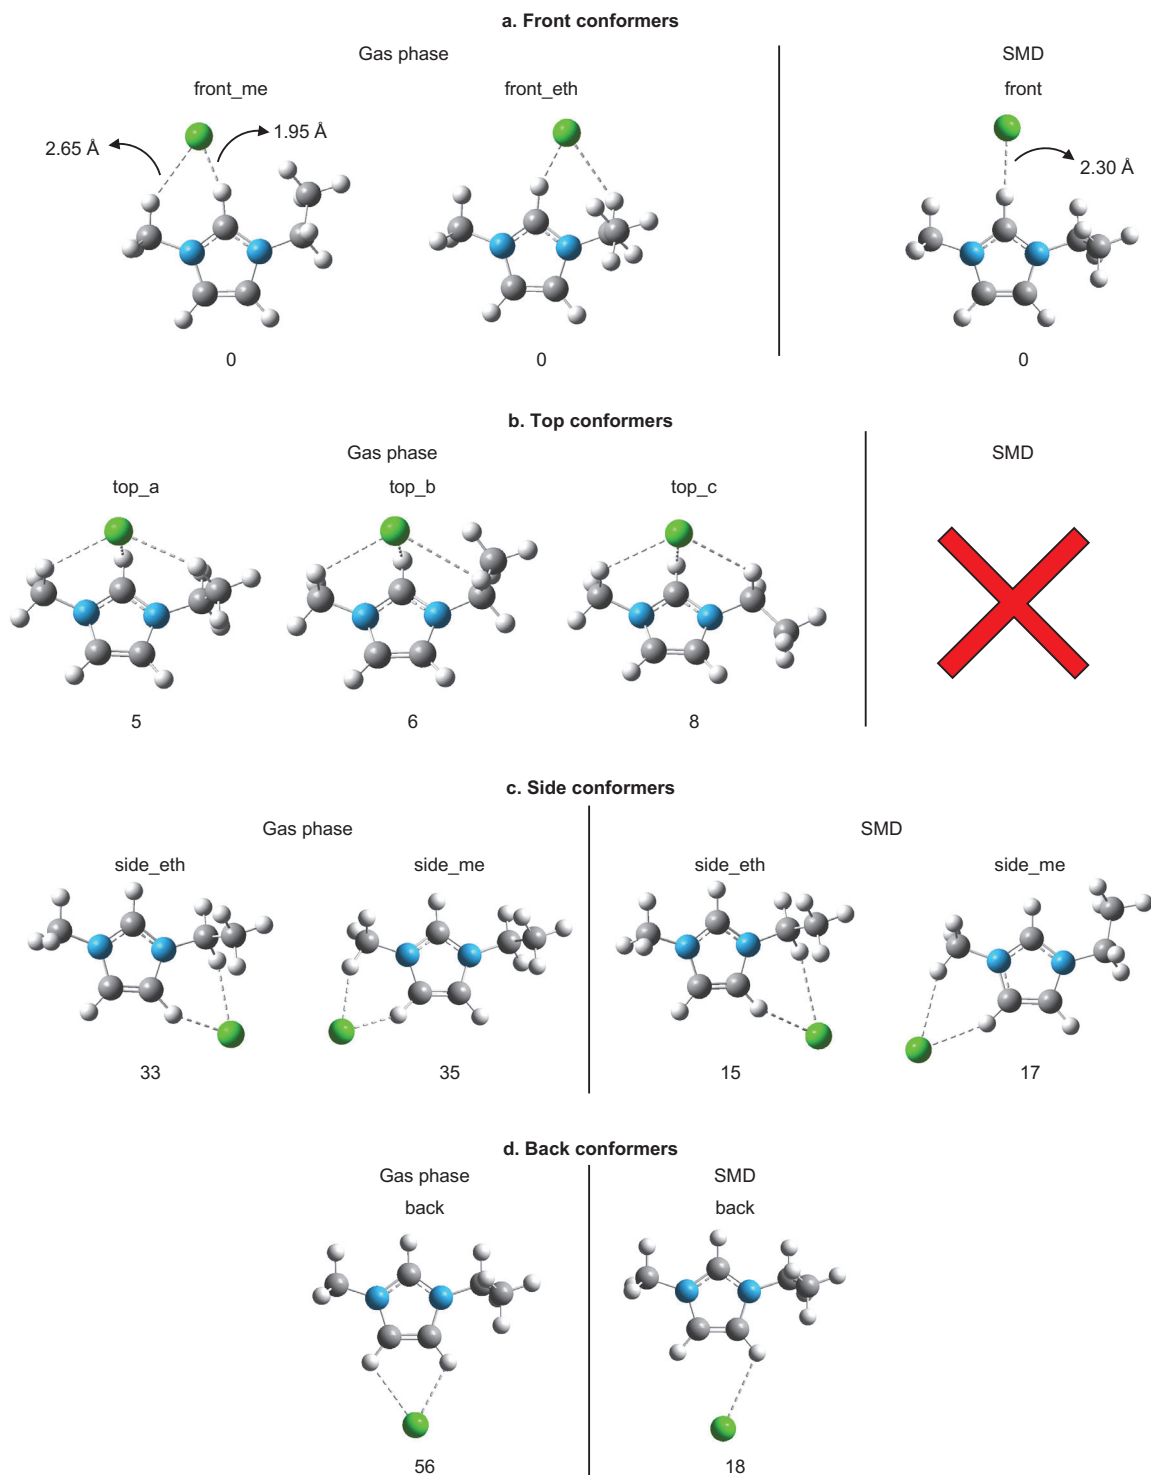 a. Front conformers
Gas phase SMD
front_me front_eth front
2.65 Å 1.95 Å 2.30 Å
0 0 0
b. Top conformers
Gas phase SMD
top_a top_b top_c
5 6 8
c. Side conformers
Gas phase SMD
side_eth side_me side_eth side_me
33 35 15 17
d. Back conformers
Gas phase SMD
back back
56 18